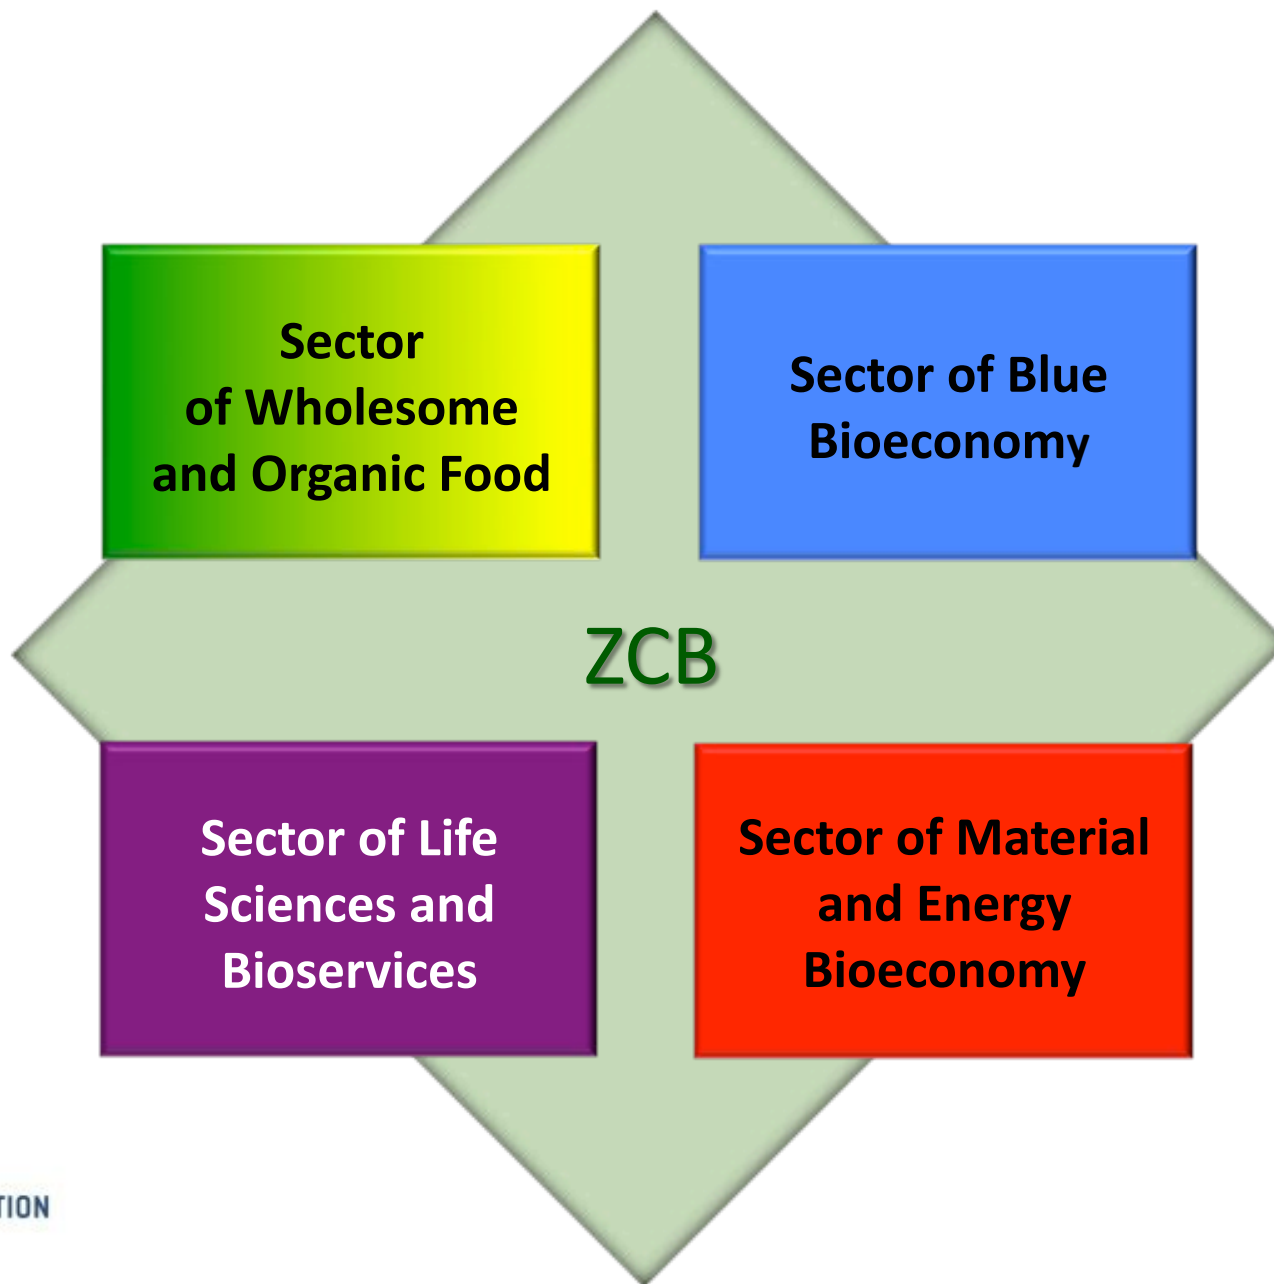 Sector
of Wholesome
and Organic Food
Sector of Blue
Bioeconomy
ZCB
Sector of Life
Sciences and
Bioservices
Sector of Material
and Energy
Bioeconomy
TION